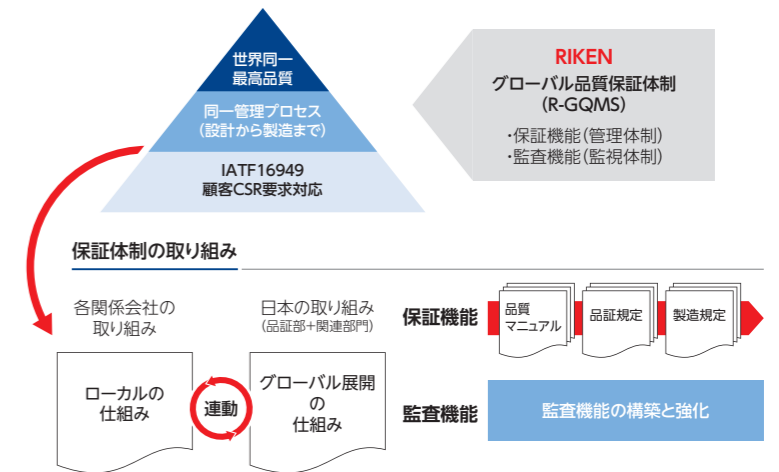 世界同一
最高品質
同一管理プロセス
（設計から製造まで）
IATF16949
顧客CSR要求対応
RIKEN
グローバル品質保証体制
(R-GQMS)
・保証機能（管理体制）
・監査機能（監視体制）
保証体制の取り組み
各関係会社の
取り組み
日本の取り組み
（品証部+関連部門）
ローカルの
仕組み
連動
グローバル展開
の
仕組み
保証機能
品質
マニュアル
品証規定
製造規定
監査機能
監査機能の構築と強化